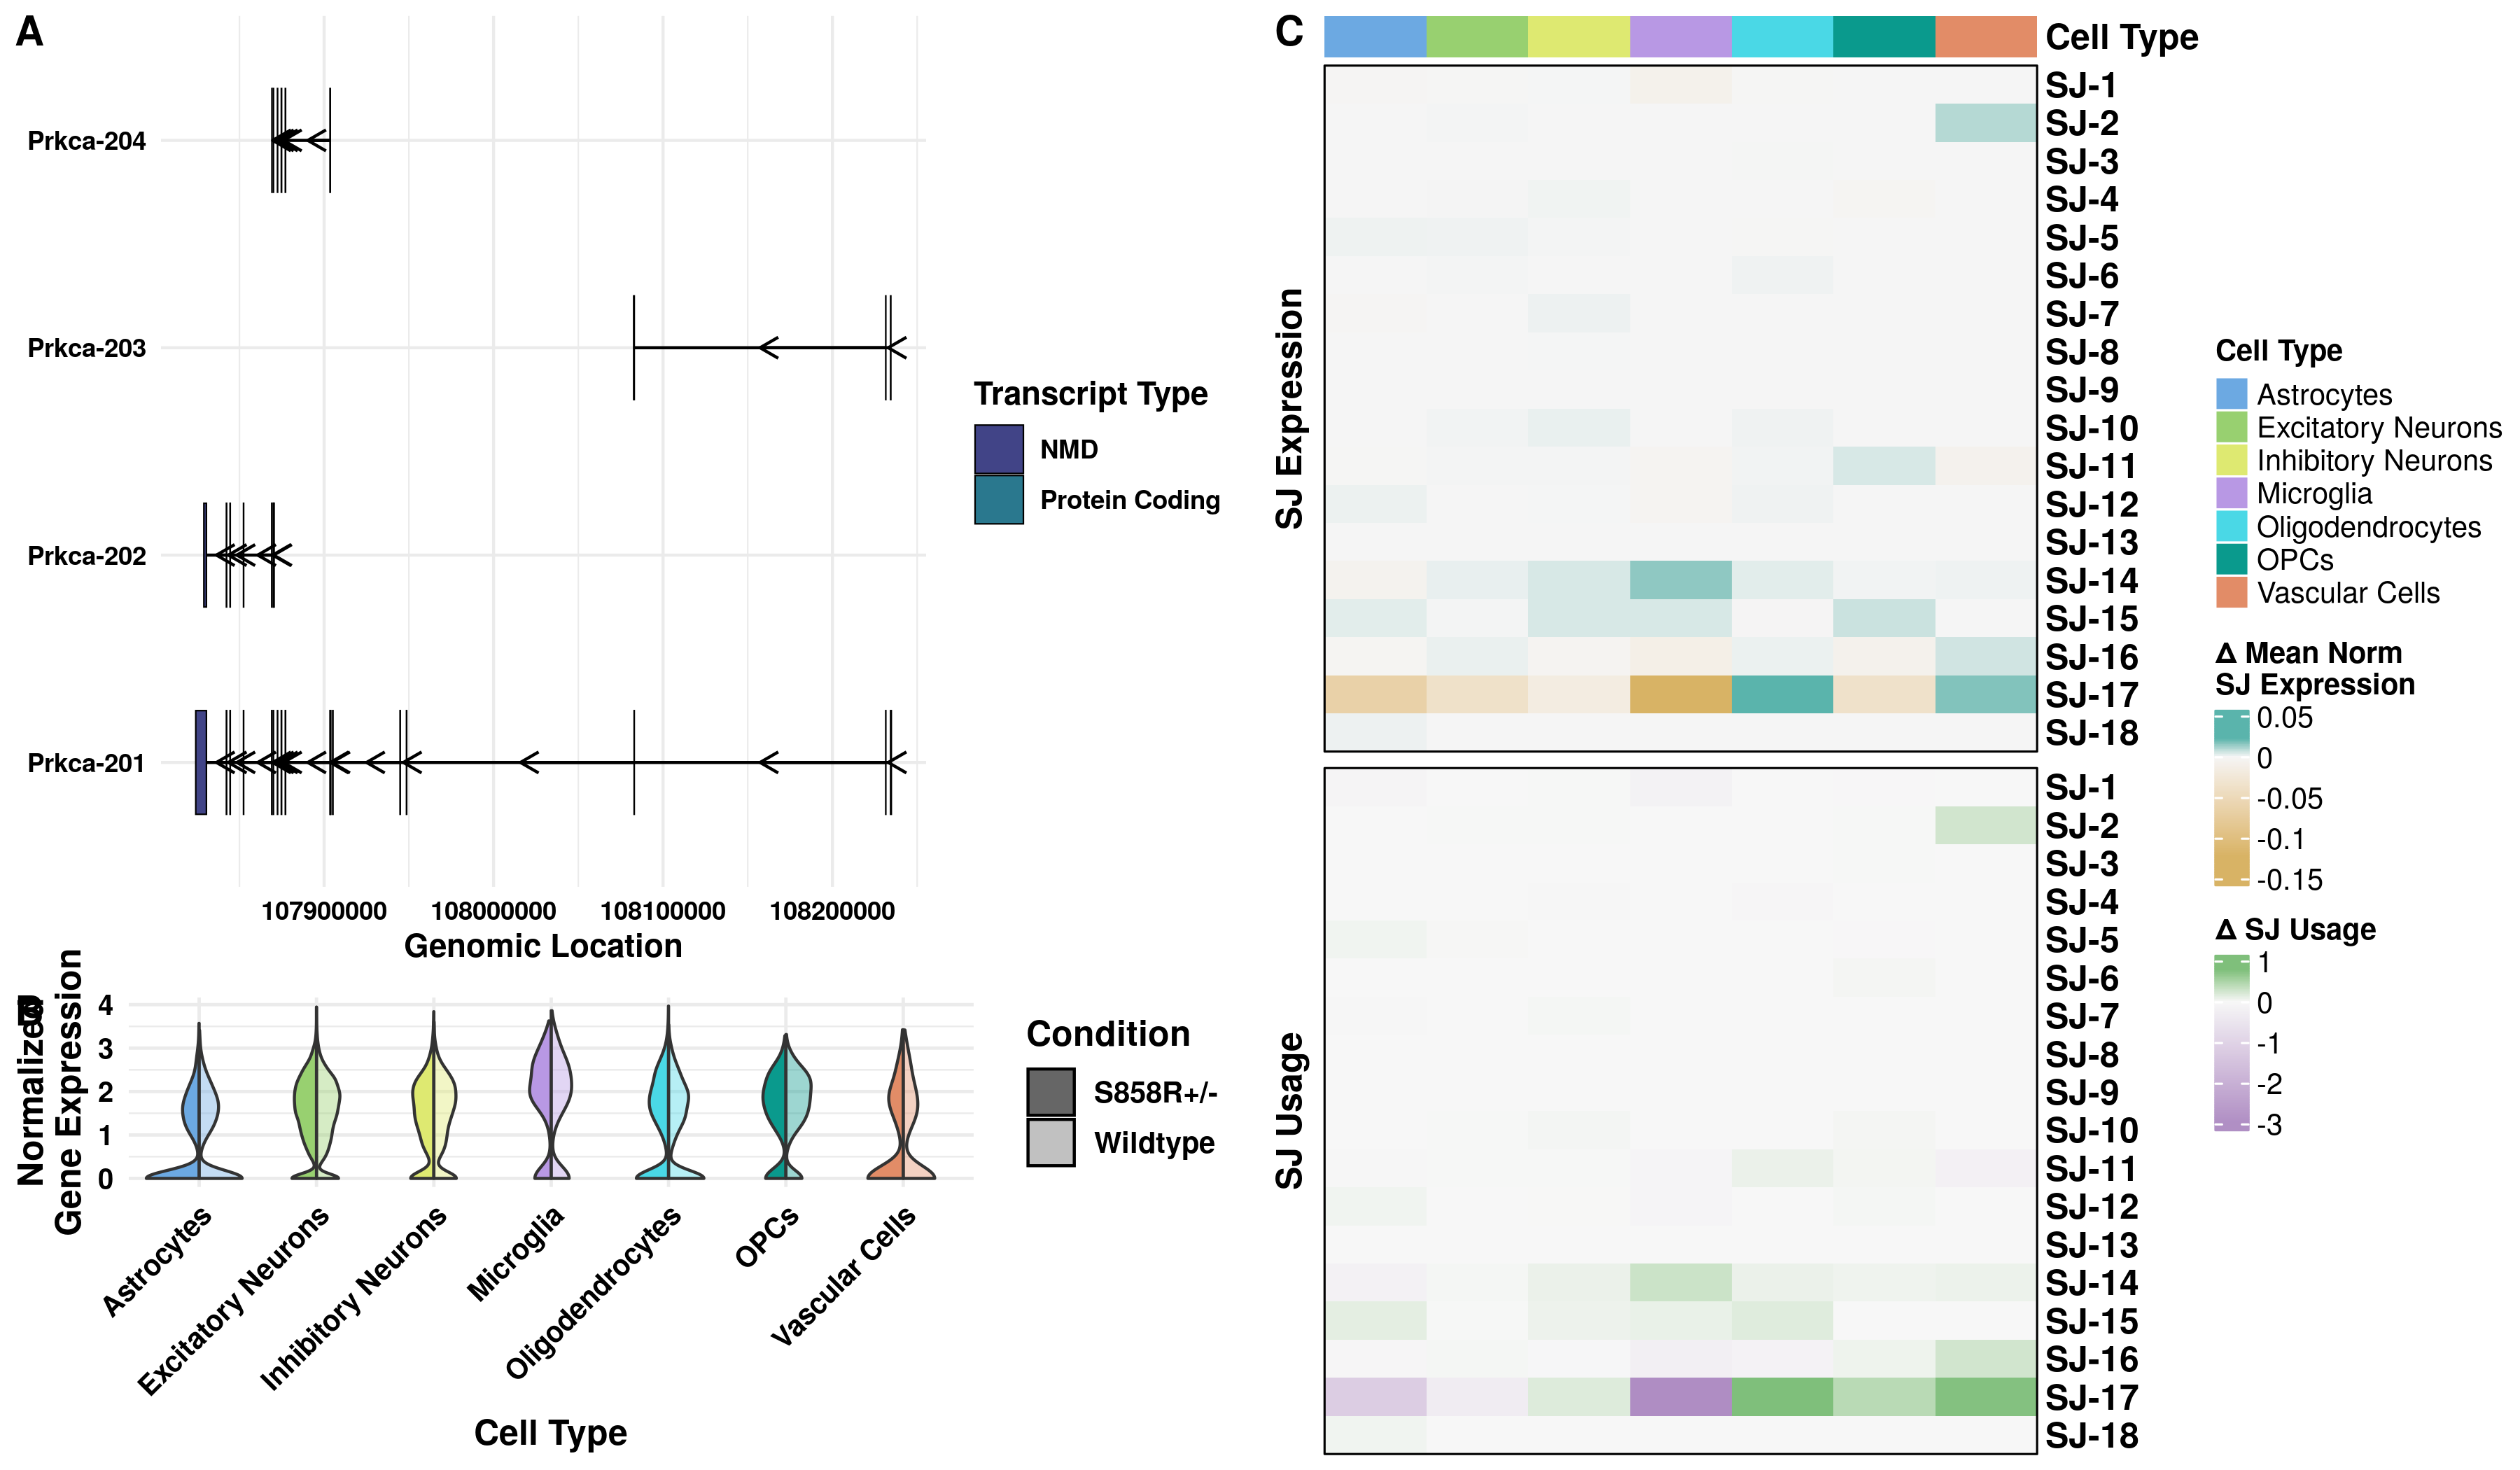 A
Prkca-204
Prkca-203
Prkca-202
Prkca-201
107900000 108000000 108100000 108200000
Genomic Location
Transcript Type
NMD
Protein Coding
Normalized
Gene Expression
4
3
2
1
0
Astrocytes
Excitatory Neurons
Inhibitory Neurons
Microglia
Oligodendrocytes
OPCs
Vascular Cells
Cell Type
Condition
S858R+/-
Wildtype
C
Cell Type
SJ Expression
SJ-1
SJ-2
SJ-3
SJ-4
SJ-5
SJ-6
SJ-7
SJ-8
SJ-9
SJ-10
SJ-11
SJ-12
SJ-13
SJ-14
SJ-15
SJ-16
SJ-17
SJ-18
SJ Usage
SJ-1
SJ-2
SJ-3
SJ-4
SJ-5
SJ-6
SJ-7
SJ-8
SJ-9
SJ-10
SJ-11
SJ-12
SJ-13
SJ-14
SJ-15
SJ-16
SJ-17
SJ-18
Cell Type
Astrocytes
Excitatory Neurons
Inhibitory Neurons
Microglia
Oligodendrocytes
OPCs
Vascular Cells
Δ Mean Norm
SJ Expression
0.05
0
-0.05
-0.1
-0.15
Δ SJ Usage
1
0
-1
-2
-3